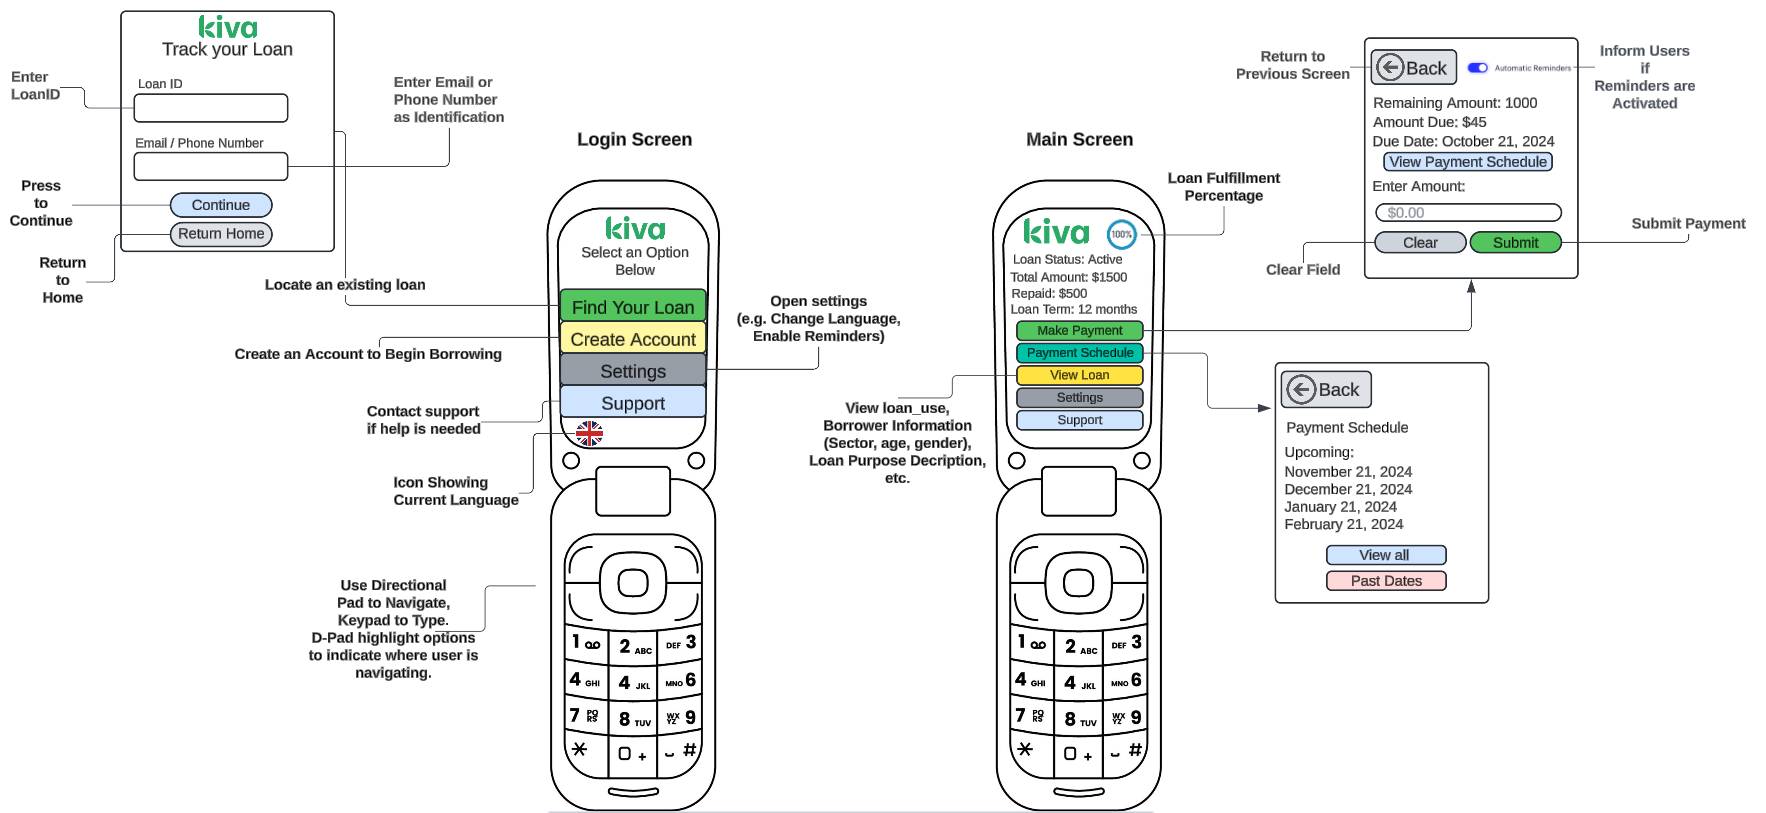 kiva
Track your Loan
Loan ID
Email / Phone Number
Continue
Return Home
Enter
LoanID
Enter Email or
Phone Number
as Identification
Press
to
Continue
Return
to
Home
Locate an existing loan
Create an Account to Begin Borrowing
Contact support
if help is needed
Icon Showing
Current Language
Use Directional
Pad to Navigate,
Keypad to Type.
D-Pad highlight options
to indicate where user is
navigating.
Login Screen
kiva
Select an Option
Below
Find Your Loan
Create Account
Settings
Support
Open settings
(e.g. Change Language,
Enable Reminders)
1 2 ABC DEF 3
4 GHI 4 JKL MNO 6
7 PQRS 8 TUV WXYZ 9
* 0 + #
Main Screen
Loan Fulfillment
Percentage
kiva 100%
Loan Status: Active
Total Amount: $1500
Repaid: $500
Loan Term: 12 months
Make Payment
Payment Schedule
View Loan
Settings
Support
View loan_use,
Borrower Information
(Sector, age, gender),
Loan Purpose Decription,
etc.
1 2 ABC DEF 3
4 GHI 4 JKL MNO 6
7 PQRS 8 TUV WXYZ 9
* 0 + #
Return to
Previous Screen
Back Automatic Reminders
Remaining Amount: 1000
Amount Due: $45
Due Date: October 21, 2024
View Payment Schedule
Enter Amount:
$0.00
Clear Submit
Inform Users
if
Reminders are
Activated
Submit Payment
Clear Field
Back
Payment Schedule
Upcoming:
November 21, 2024
December 21, 2024
January 21, 2024
February 21, 2024
View all
Past Dates